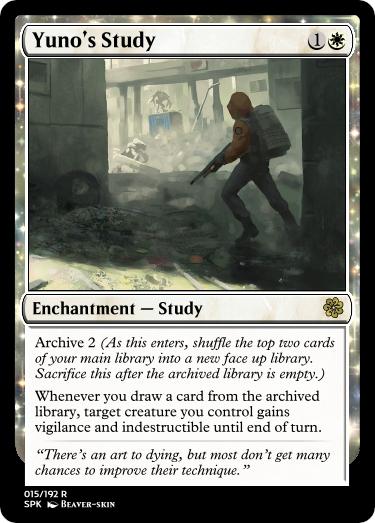 Yuno's Study 1
Enchantment — Study
Archive 2 (As this enters, shuffle the top two cards
of your main library into a new face up library.
Sacrifice this after the archived library is empty.)
Whenever you draw a card from the archived
library, target creature you control gains
vigilance and indestructible until end of turn.
“There's an art to dying, but most don't get many
chances to improve their technique.”
015/192 R
SPK Beaver-skin